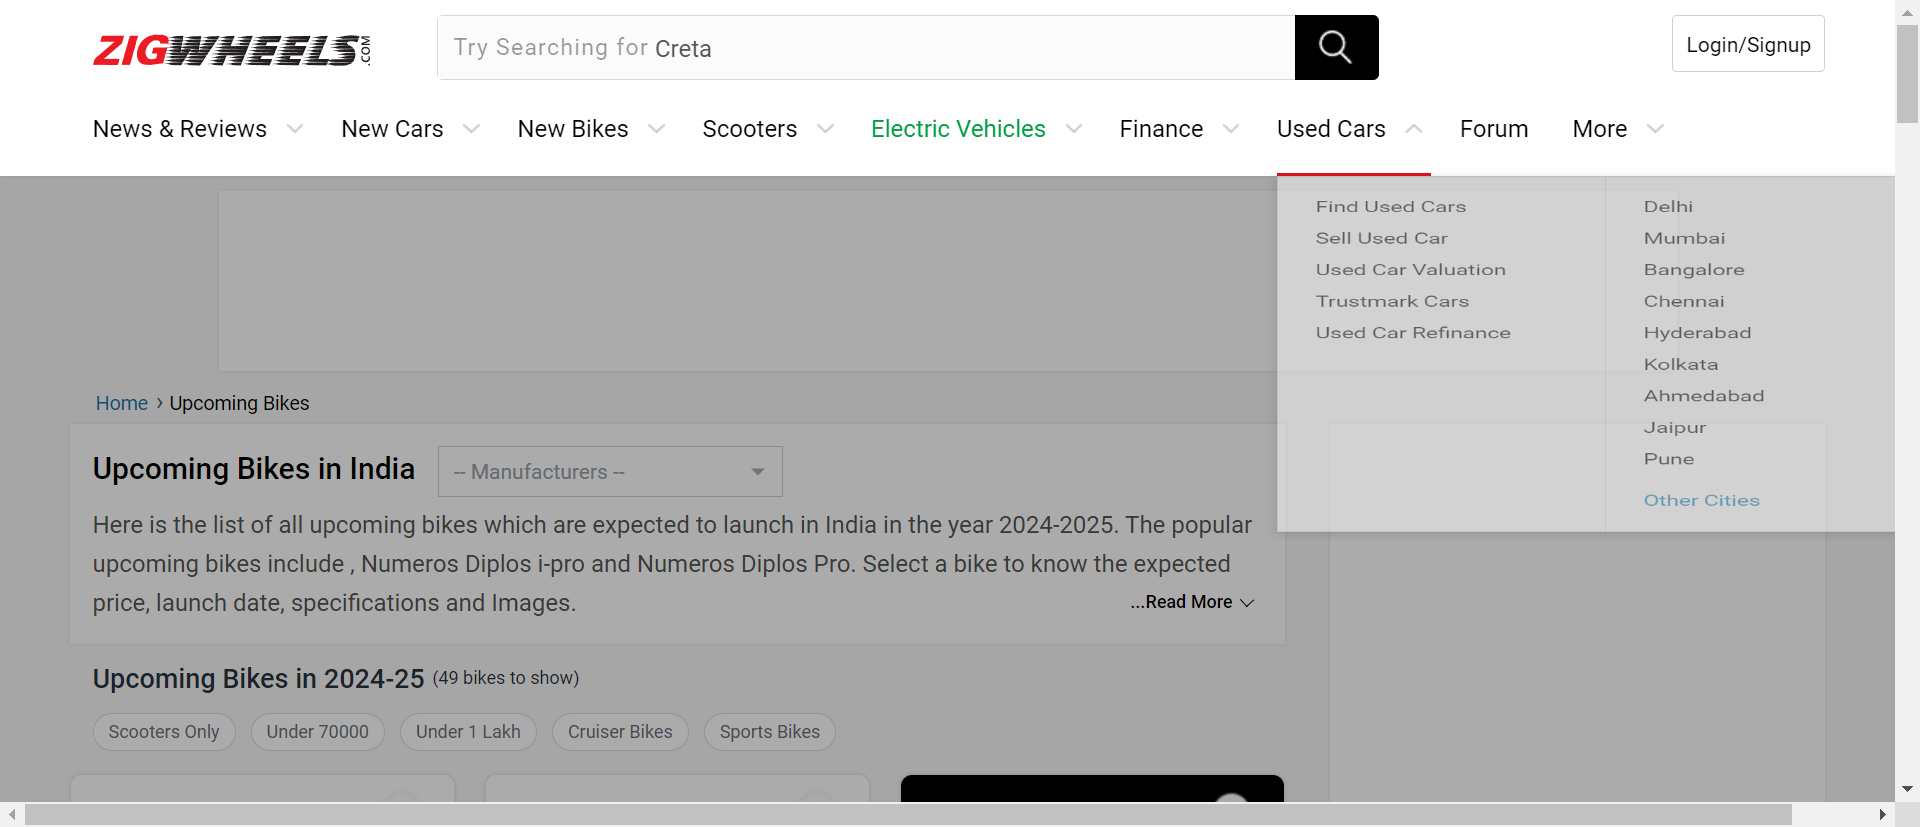 ZIGWHEELS.COM
Try Searching for Creta
Login/Signup
News & Reviews New Cars New Bikes Scooters Electric Vehicles Finance Used Cars Forum More
Find Used Cars
Sell Used Car
Used Car Valuation
Trustmark Cars
Used Car Refinance
Delhi
Mumbai
Bangalore
Chennai
Hyderabad
Kolkata
Ahmedabad
Jaipur
Pune
Other Cities
Home › Upcoming Bikes
Upcoming Bikes in India
-- Manufacturers --
Here is the list of all upcoming bikes which are expected to launch in India in the year 2024-2025. The popular
upcoming bikes include , Numeros Diplos i-pro and Numeros Diplos Pro. Select a bike to know the expected
price, launch date, specifications and Images.
...Read More
Upcoming Bikes in 2024-25 (49 bikes to show)
Scooters Only Under 70000 Under 1 Lakh Cruiser Bikes Sports Bikes